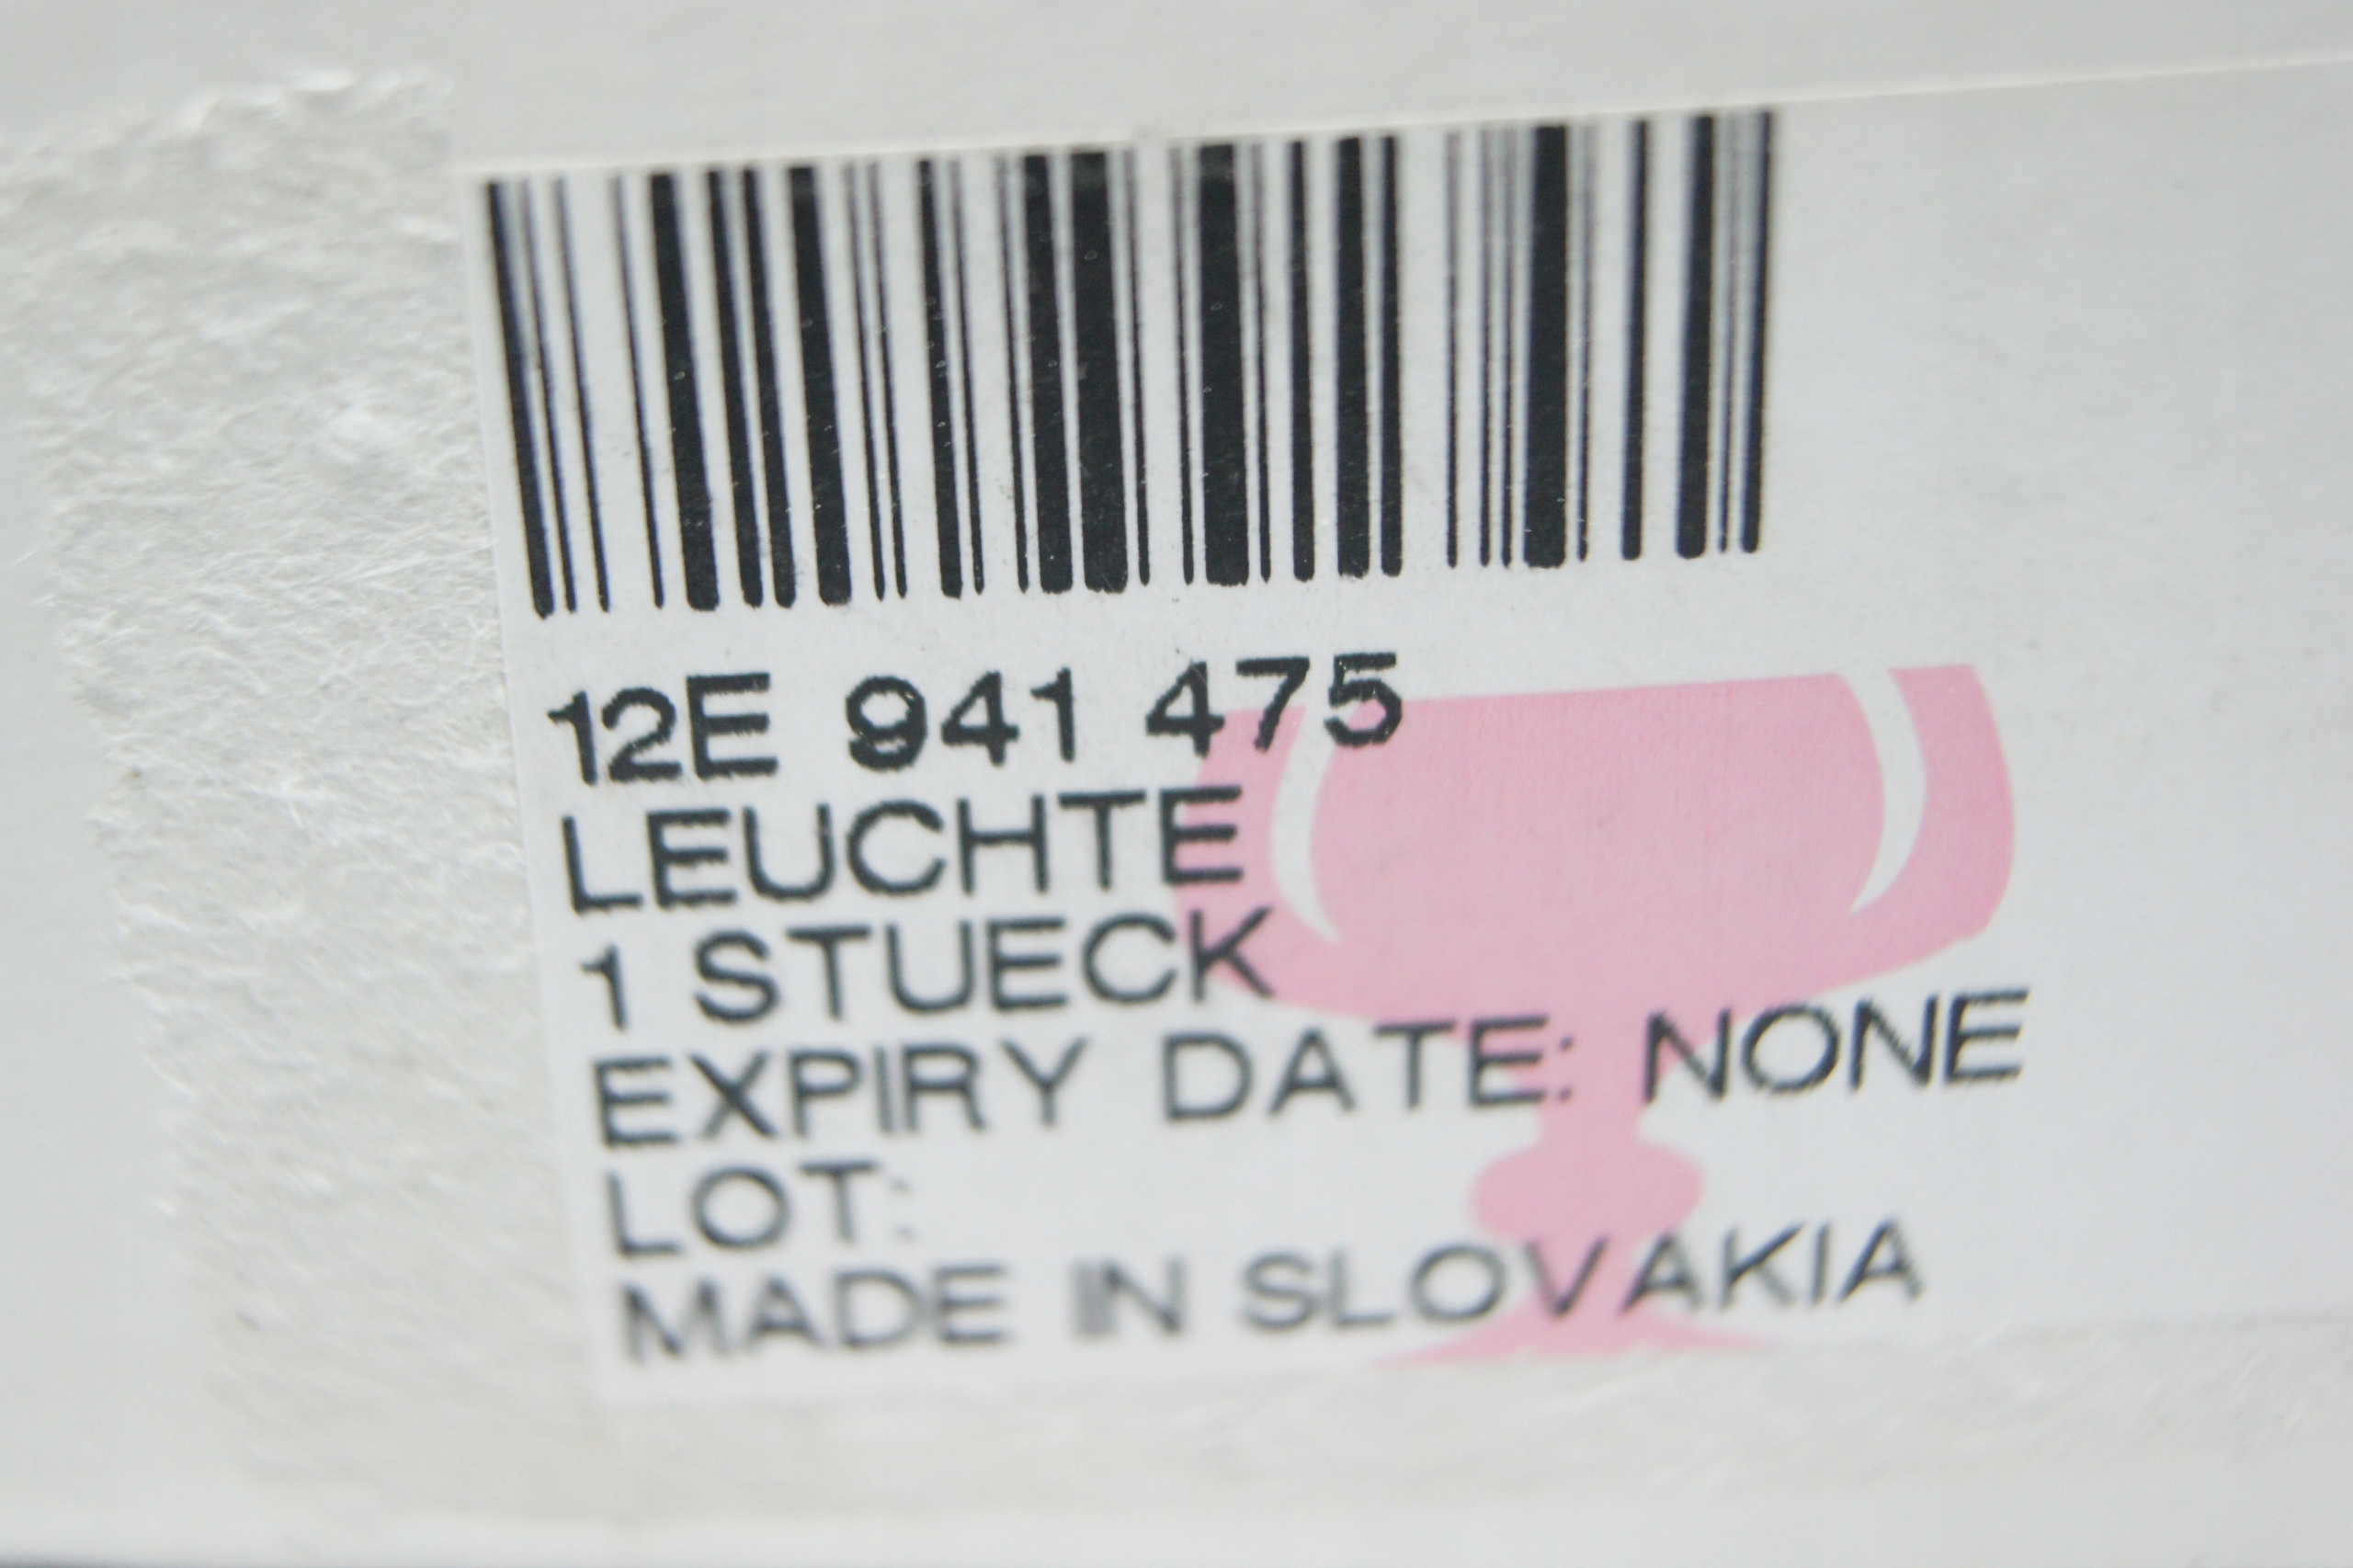 12E 941 475
LEUCHTE
1 STUECK
EXPIRY DATE: NONE
LOT:
MADE IN SLOVAKIA